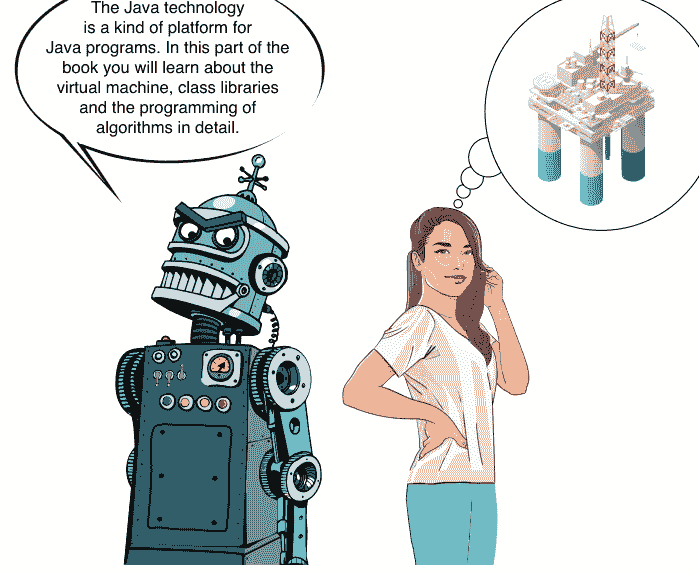 The Java technology
is a kind of platform for
Java programs. In this part of the
book you will learn about the
virtual machine, class libraries
and the programming of
algorithms in detail.